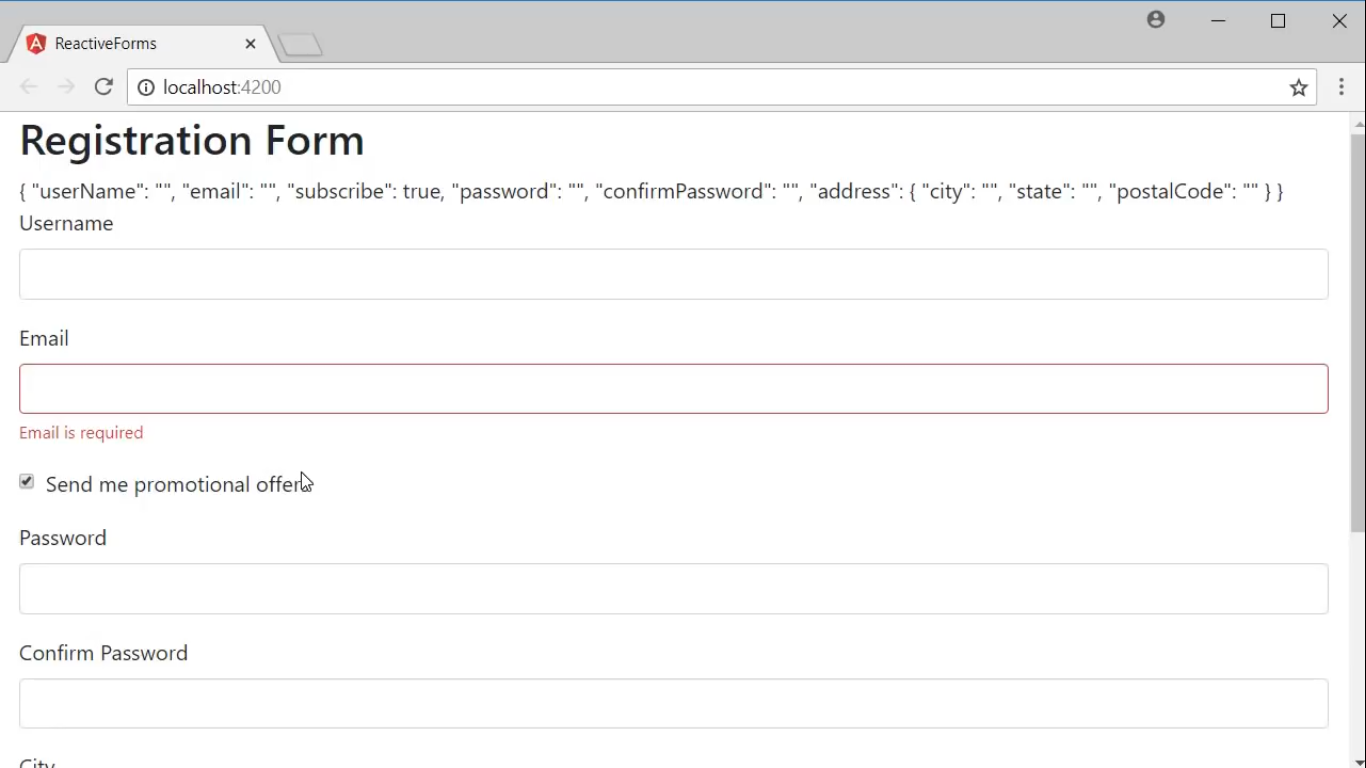 ReactiveForms
localhost:4200
Registration Form
{ "userName": "", "email": "", "subscribe": true, "password": "", "confirmPassword": "", "address": { "city": "", "state": "", "postalCode": "" } }
Username
Email
Email is required
Send me promotional offers
Password
Confirm Password
City